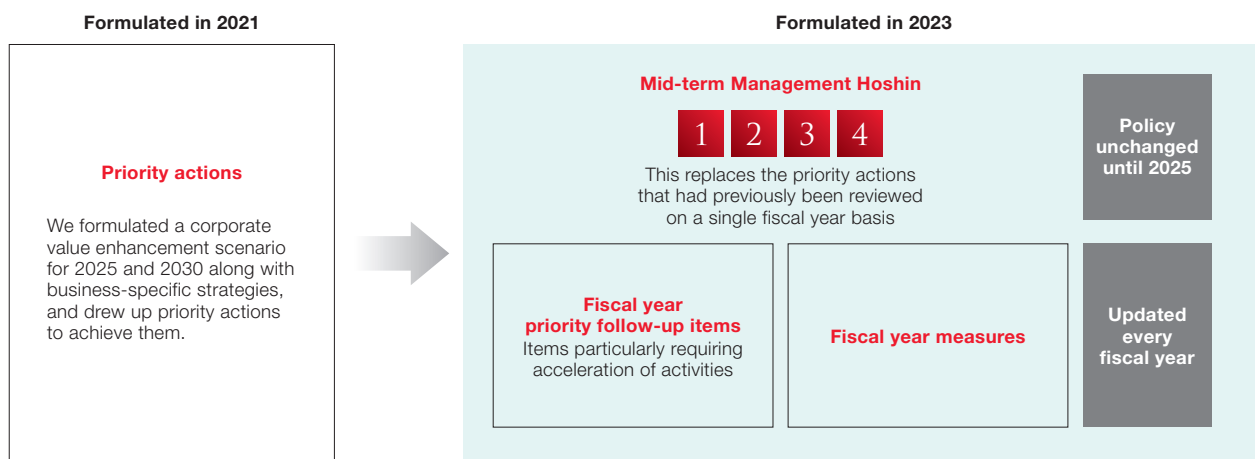 Formulated in 2021
Priority actions
We formulated a corporate
value enhancement scenario
for 2025 and 2030 along with
business-specific strategies,
and drew up priority actions
to achieve them.
Formulated in 2023
Mid-term Management Hoshin
1 2 3 4
This replaces the priority actions
that had previously been reviewed
on a single fiscal year basis
Policy
unchanged
until 2025
Fiscal year
priority follow-up items
Items particularly requiring
acceleration of activities
Fiscal year measures
Updated
every
fiscal year